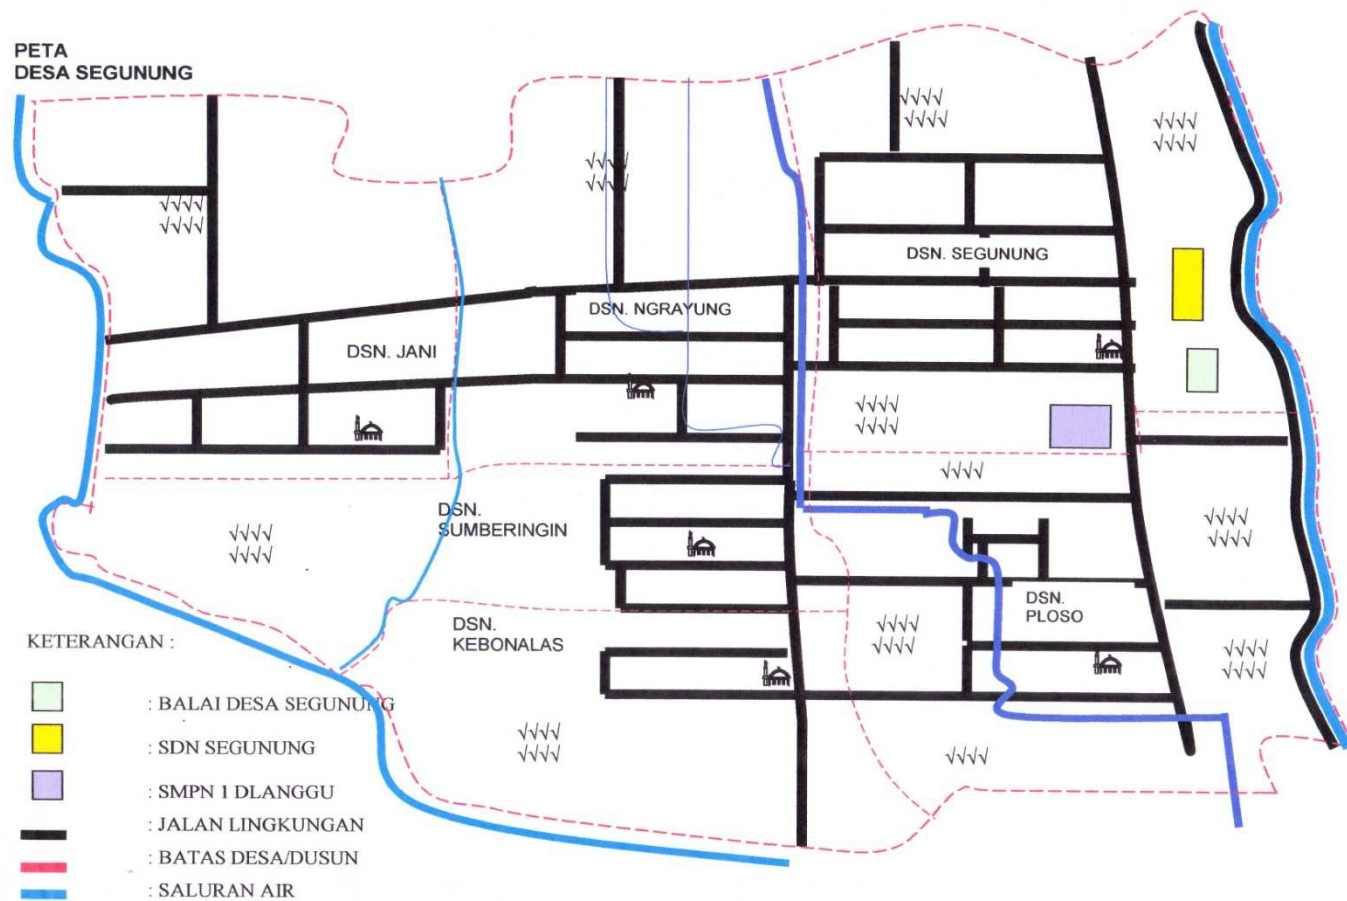 PETA
DESA SEGUNUNG
DSN. SEGUNUNG
DSN. NGRAYUNG
DSN. JANI
DSN.
SUMBERINGIN
DSN.
PLOSO
DSN.
KEBONALAS
KETERANGAN :
: BALAI DESA SEGUNUNG
: SDN SEGUNUNG
: SMPN 1 DLANGGU
: JALAN LINGKUNGAN
: BATAS DESA/DUSUN
: SALURAN AIR